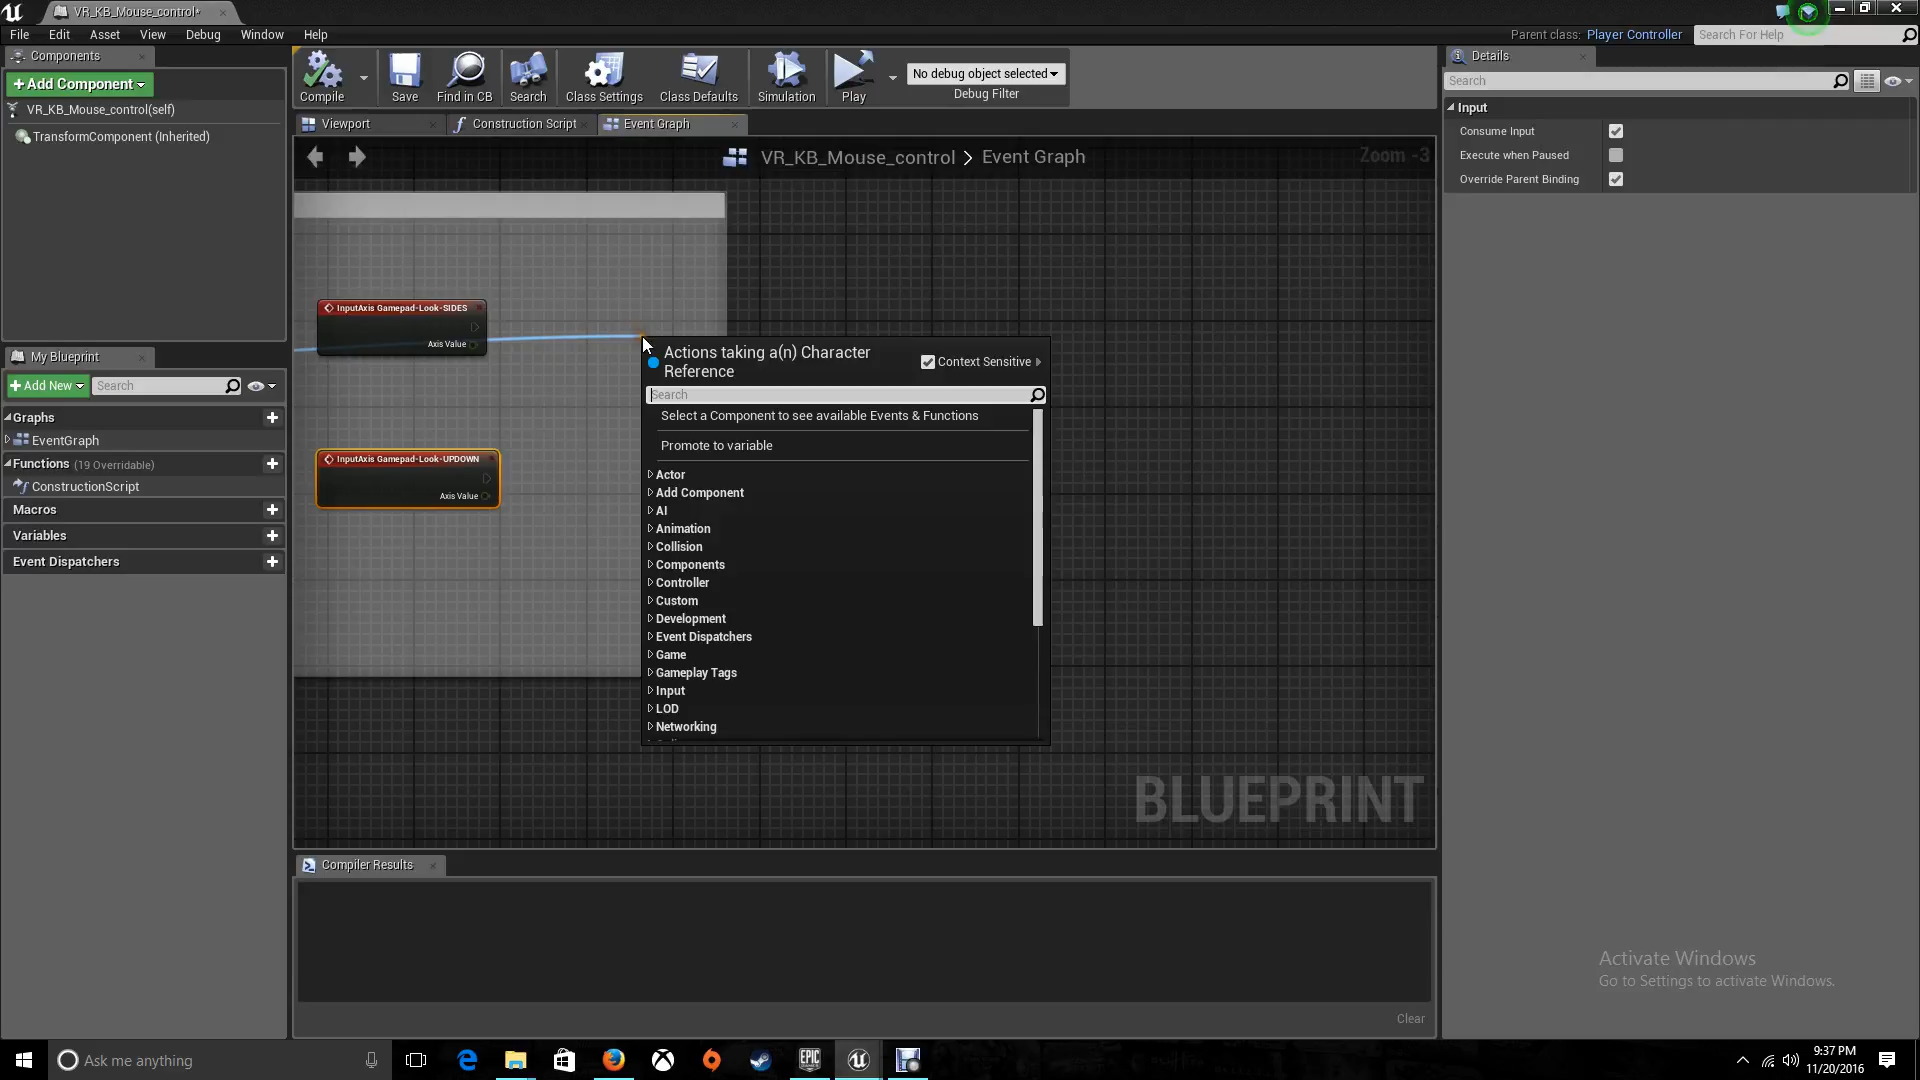 VR_KB_Mouse_control*
File Edit Asset View Debug Window Help
Parent class: Player Controller
Search For Help
Components
+Add Component
VR_KB_Mouse_control(self)
TransformComponent (Inherited)
Compile
Save
Find in CB
Search
Class Settings
Class Defaults
Simulation
Play
No debug object selected
Debug Filter
Viewport
Construction Script
Event Graph
VR_KB_Mouse_control > Event Graph
Zoom -3
InputAxis Gamepad-Look-SIDES
Axis Value
InputAxis Gamepad-Look-UPDOWN
Axis Value
Actions taking a(n) Character
Reference
Context Sensitive
Search
Select a Component to see available Events & Functions
Promote to variable
Actor
Add Component
AI
Animation
Collision
Components
Controller
Custom
Development
Event Dispatchers
Game
Gameplay Tags
Input
LOD
Networking
BLUEPRINT
My Blueprint
+Add New
Search
Graphs
EventGraph
Functions (19 Overridable)
ConstructionScript
Macros
Variables
Event Dispatchers
Compiler Results
Clear
Details
Search
Input
Consume Input
Execute when Paused
Override Parent Binding
Activate Windows
Go to Settings to activate Windows.
Ask me anything
EPIC
9:37 PM
11/20/2016